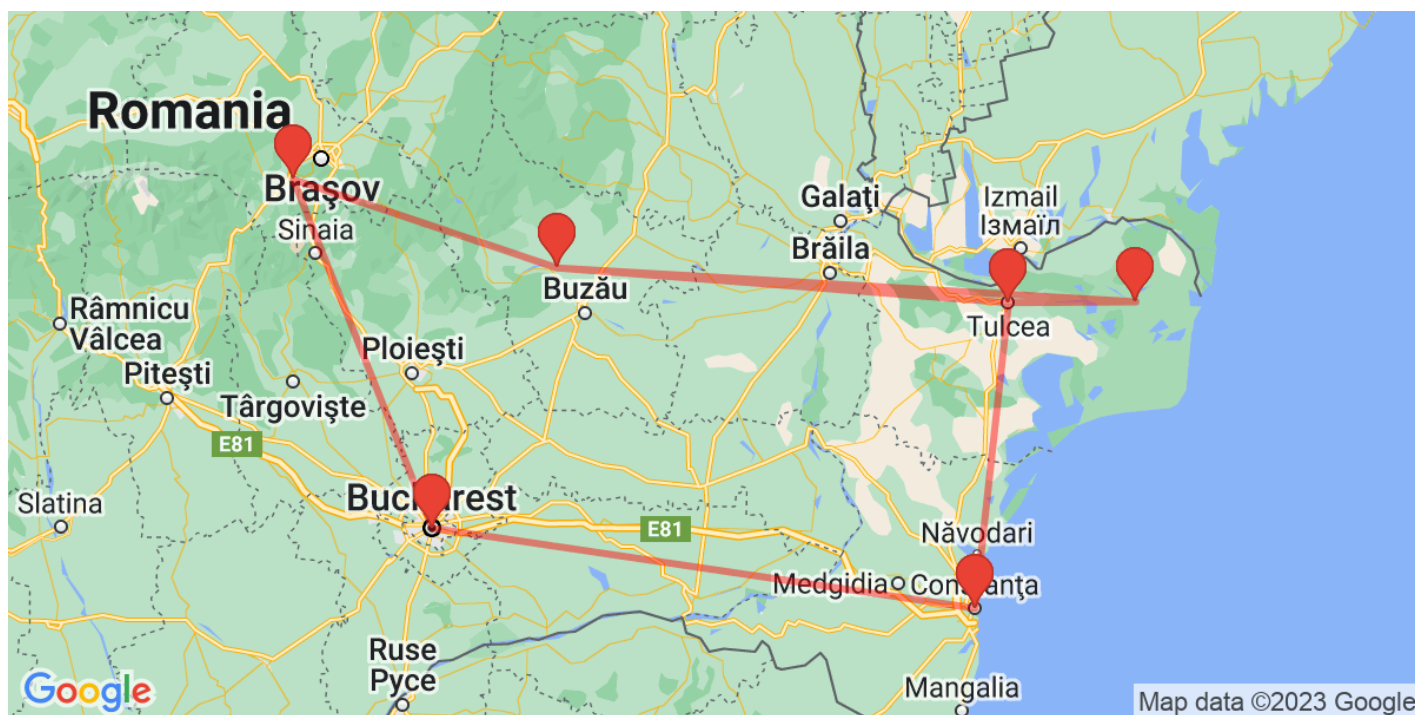 Romania
Braşov
Sinaia
Galaţi
Izmail
Ізмаїл
Brăila
Buzău
Tulcea
Râmnicu
Vâlcea
Ploieşti
Piteşti
Târgovişte
E81
Slatina
Bucharest
E81
Năvodari
Medgidia
Constanţa
Ruse
Русе
Mangalia
Google
Map data ©2023 Google